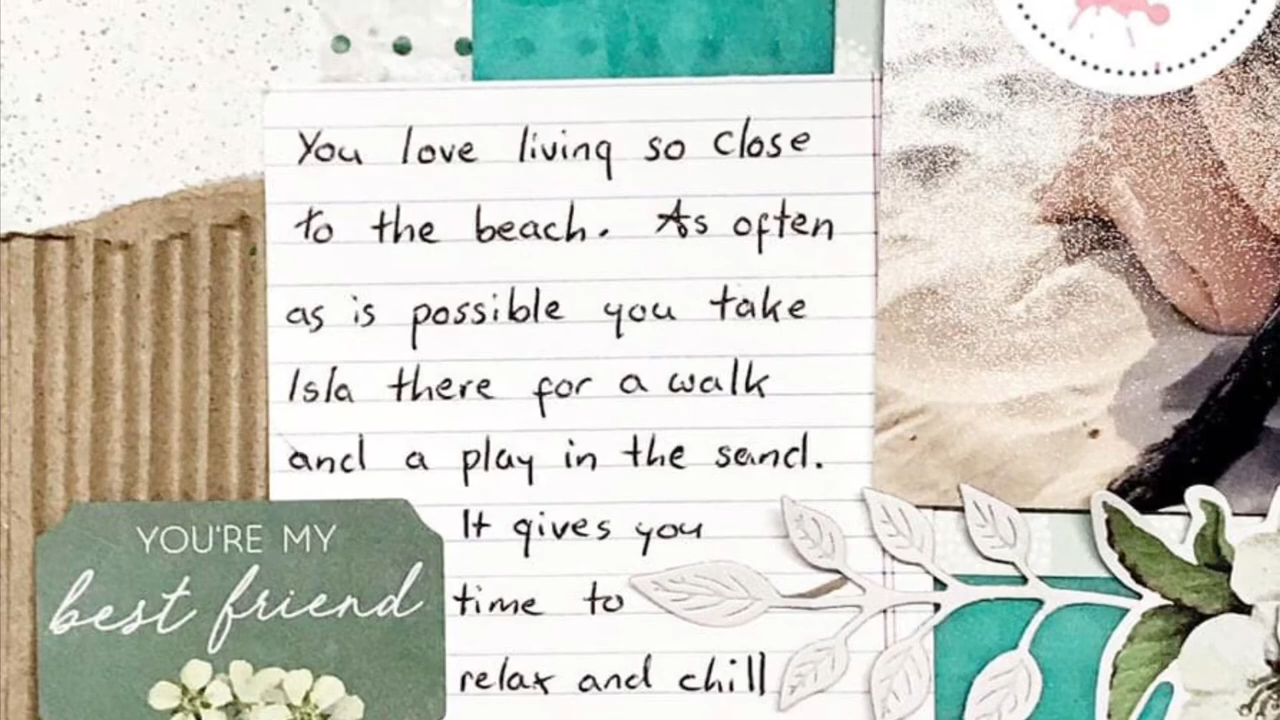 You love living so close
to the beach. As often
as is possible you take
Isla there for a walk
and a play in the sand.
It gives you
time to
relax and chill
YOU'RE MY
best friend